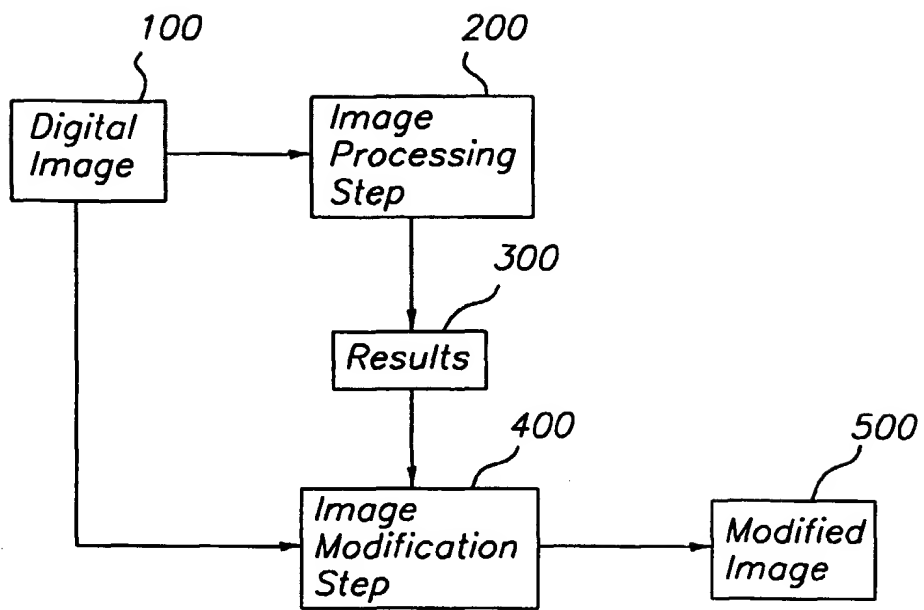 100
200
Digital
Image
Image
Processing
Step
300
Results
400
500
Image
Modification
Step
Modified
Image